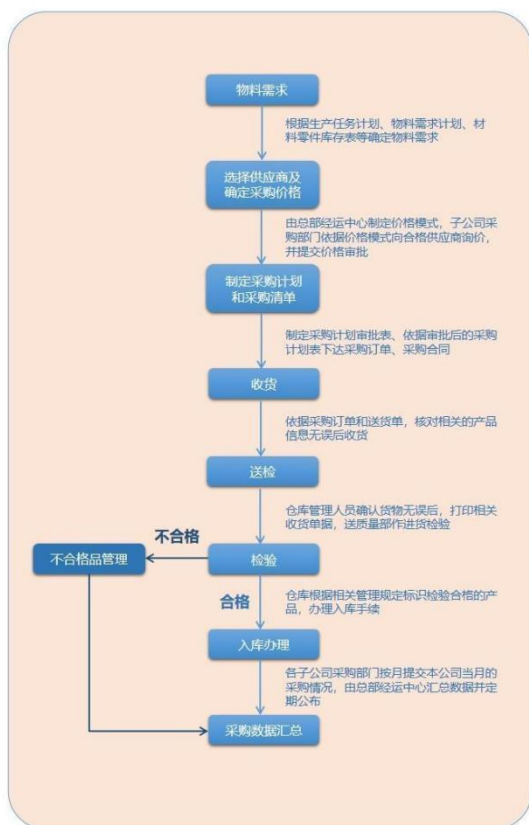 物料需求
根据生产任务计划、物料需求计划、材
料零件库存表等确定物料需求
选择供应商及
确定采购价格
由总部经运中心制定价格模式，子公司采
购部门依据价格模式向合格供应商询价，
并提交价格审批
制定采购计划
和采购清单
制定采购计划审批表、依据审批后的采购
计划表下达采购订单、采购合同
收货
依据采购订单和送货单，核对相关的产品
信息无误后收货
送检
仓库管理人员确认货物无误后，打印相关
收货单据，送质量部作进货检验
不合格
不合格品管理
检验
合格
仓库根据相关管理规定标识检验合格的产
品，办理入库手续
入库办理
各子公司采购部门按月提交本公司当月的
采购情况，由总部经运中心汇总数据并定
期公布
采购数据汇总